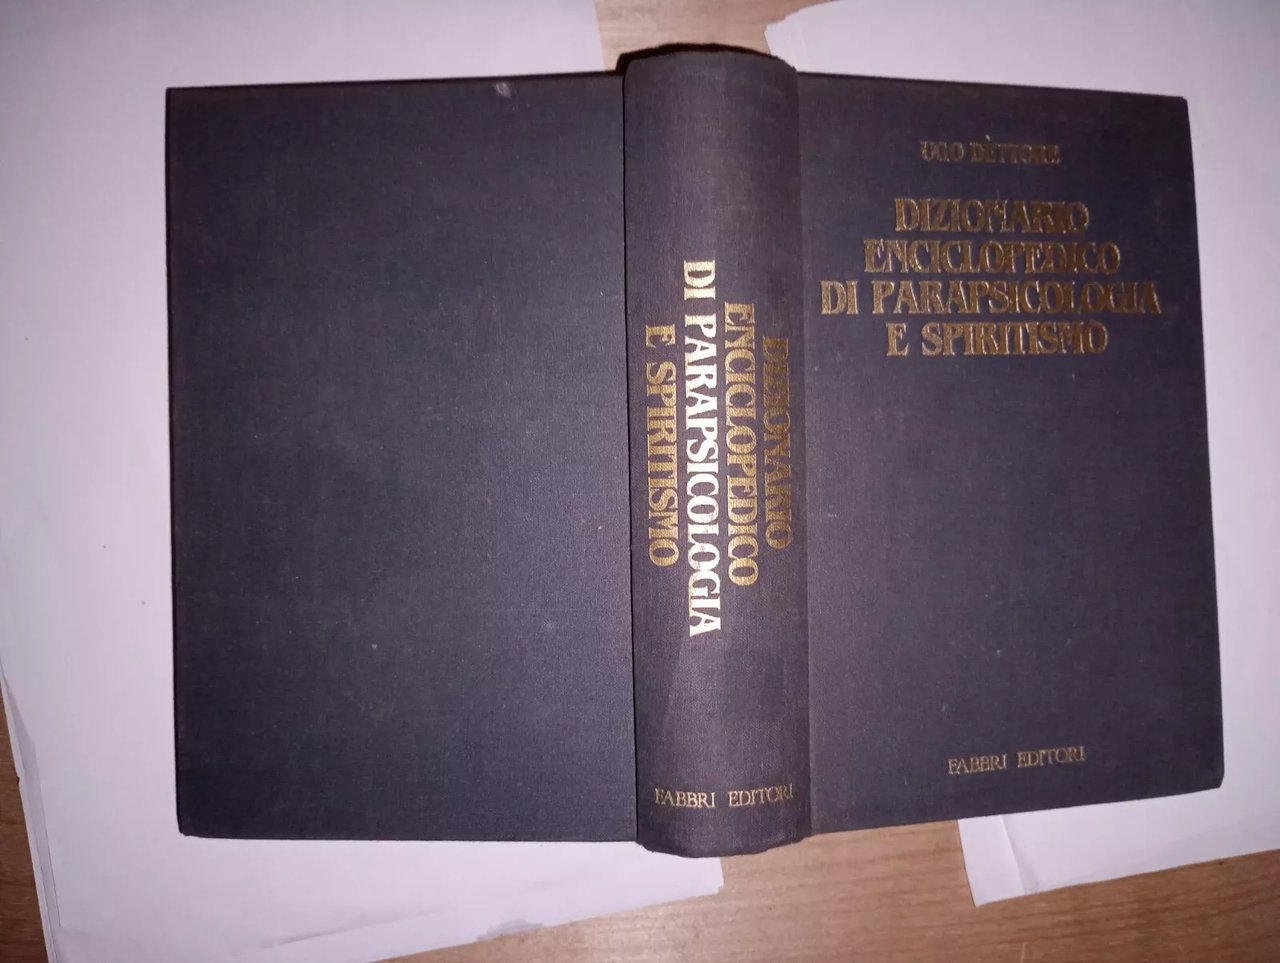 UGO DÈTTORE
DIZIONARIO
ENCICLOPEDICO
DI PARAPSICOLOGIA
E SPIRITISMO
FABBRI EDITORI
DIZIONARIO
ENCICLOPEDICO
DI PARAPSICOLOGIA
E SPIRITISMO
FABBRI EDITORI